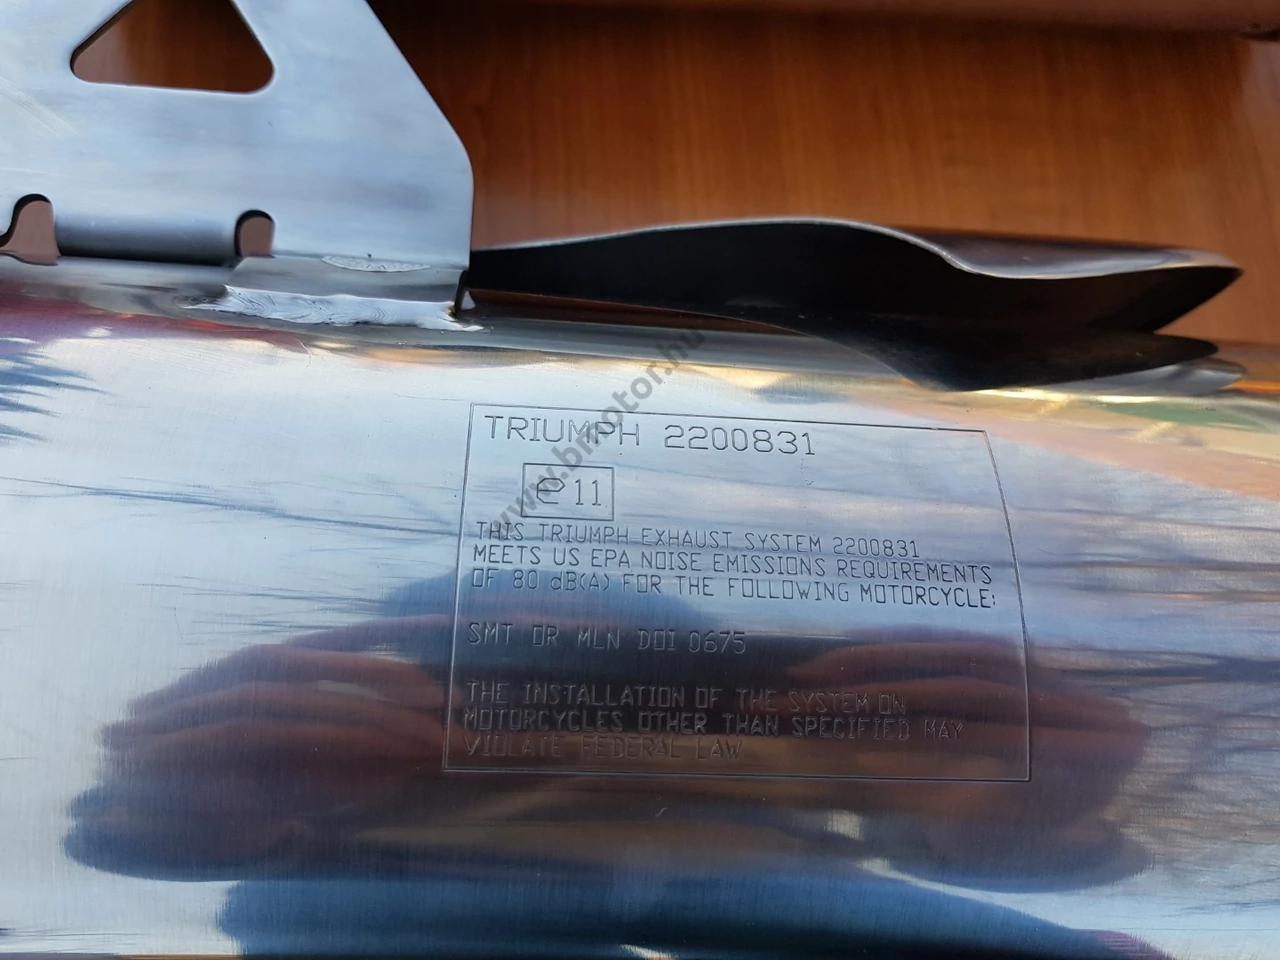 TRIUMPH 2200831
e 11
THIS TRIUMPH EXHAUST SYSTEM 2200831
MEETS US EPA NOISE EMISSIONS REQUIREMENTS
OF 80 dB(A) FOR THE FOLLOWING MOTORCYCLE:
SMT OR MLN DOI 0675
THE INSTALLATION OF THE SYSTEM ON
MOTORCYCLES OTHER THAN SPECIFIED MAY
VIOLATE FEDERAL LAW
www.blmotor.hu